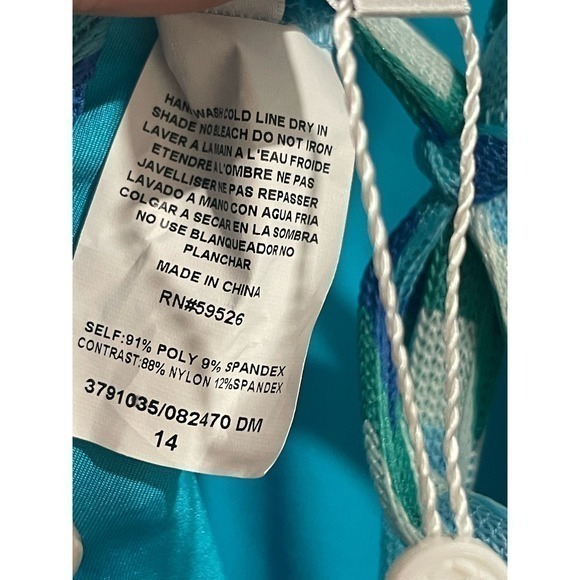 HAND WASH COLD LINE DRY IN
SHADE NO BLEACH DO NOT IRON
LAVER A LA MAIN A L'EAU FROIDE
ETENDRE A L'OMBRE NE PAS
JAVELLISER NE PAS REPASSER
LAVADO A MANO CON AGUA FRIA
COLGAR A SECAR EN LA SOMBRA
NO USE BLANQUEADOR NO
PLANCHAR
MADE IN CHINA
RN#59526
SELF:91% POLY 9% SPANDEX
CONTRAST:88% NYLON 12%SPANDEX
3791035/082470 DM
14